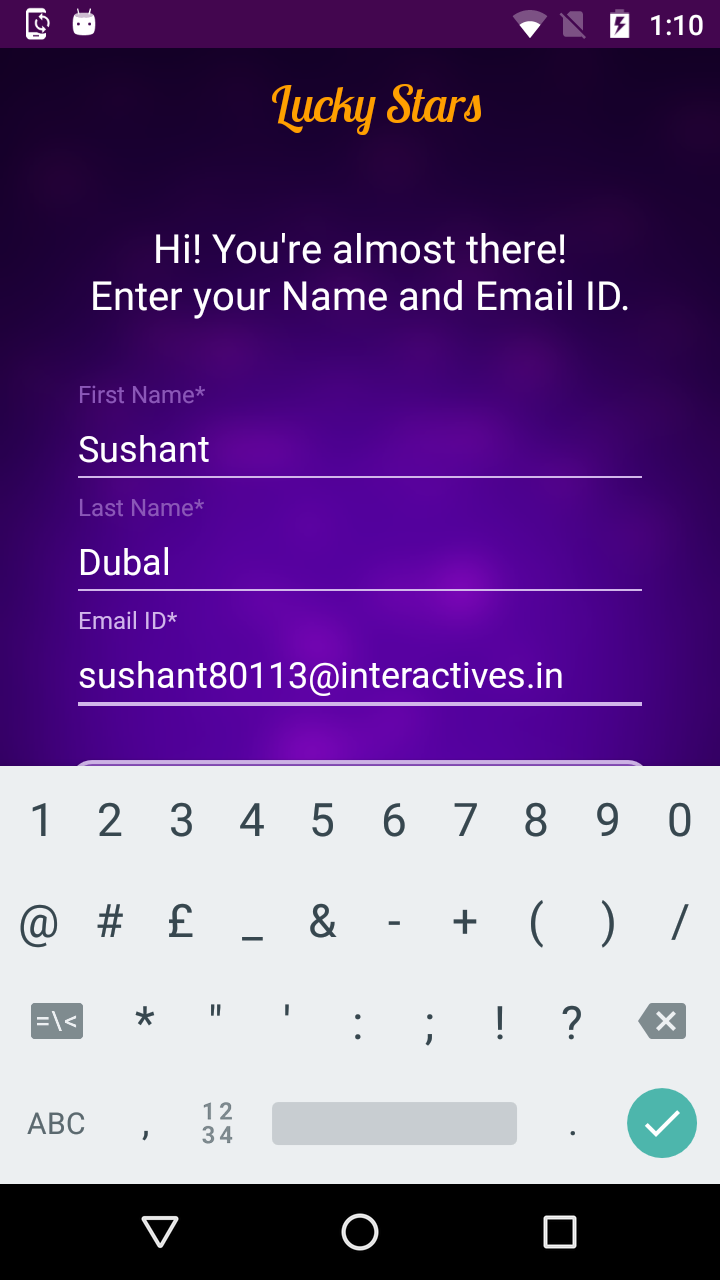 1:10
Lucky Stars
Hi! You're almost there!
Enter your Name and Email ID.
First Name*
Sushant
Last Name*
Dubal
Email ID*
sushant80113@interactives.in
1 2 3 4 5 6 7 8 9 0
@ # £ _ & - + ( ) /
=\< * " ' : ; ! ?
ABC , 12 34 .